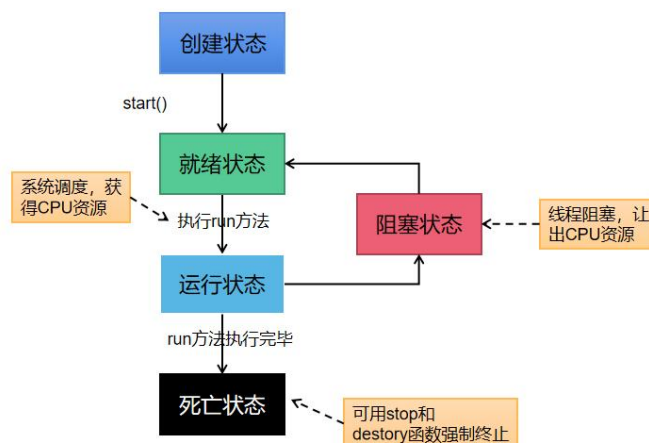 创建状态
start()
就绪状态
系统调度，获
得CPU资源
执行run方法
阻塞状态
线程阻塞，让
出CPU资源
运行状态
run方法执行完毕
死亡状态
可用stop和
destory函数强制终止